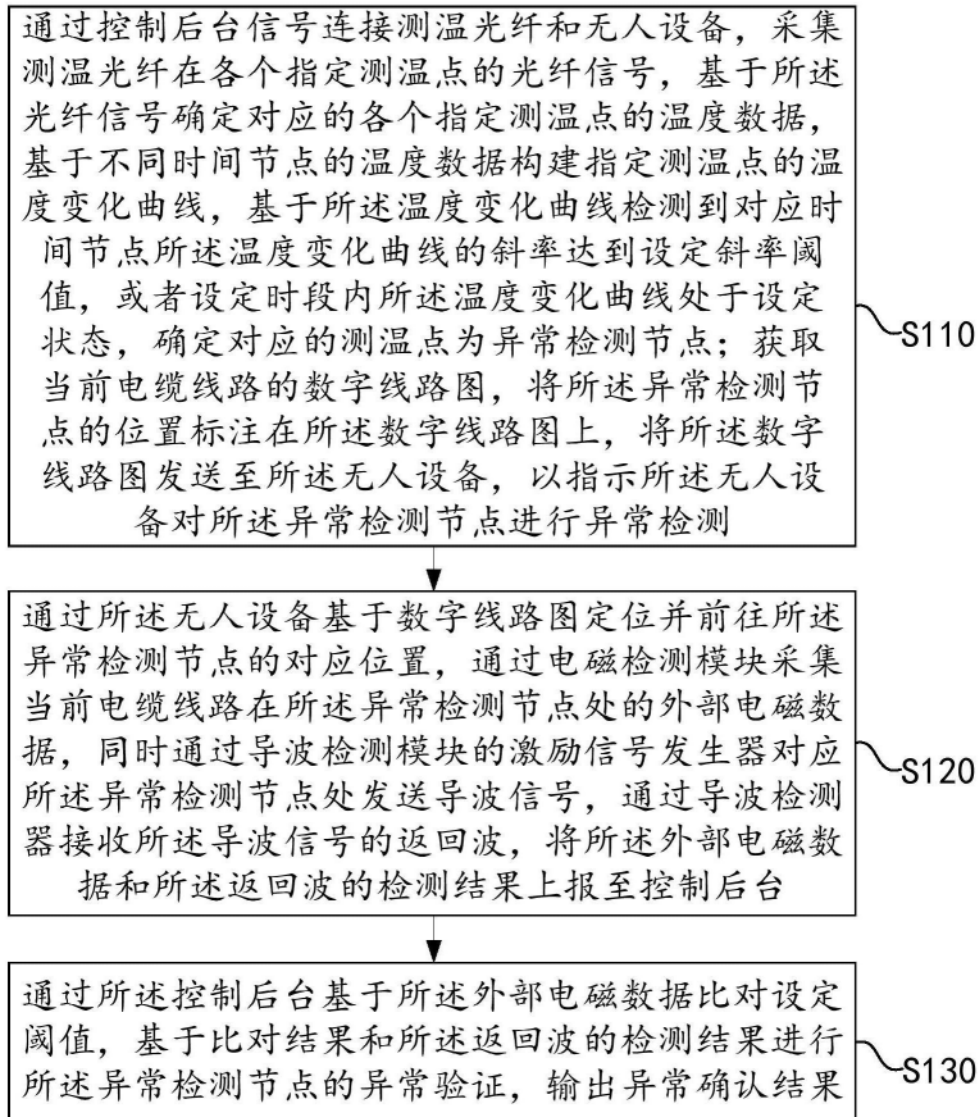 通过控制后台信号连接测温光纤和无人设备，采集
测温光纤在各个指定测温点的光纤信号，基于所述
光纤信号确定对应的各个指定测温点的温度数据，
基于不同时间节点的温度数据构建指定测温点的温
度变化曲线，基于所述温度变化曲线检测到对应时
间节点所述温度变化曲线的斜率达到设定斜率阈
值，或者设定时段内所述温度变化曲线处于设定
状态，确定对应的测温点为异常检测节点；获取
当前电缆线路的数字线路图，将所述异常检测节
点的位置标注在所述数字线路图上，将所述数字
线路图发送至所述无人设备，以指示所述无人设
备对所述异常检测节点进行异常检测
S110
通过所述无人设备基于数字线路图定位并前往所述
异常检测节点的对应位置，通过电磁检测模块采集
当前电缆线路在所述异常检测节点处的外部电磁数
据，同时通过导波检测模块的激励信号发生器对应
所述异常检测节点处发送导波信号，通过导波检测
器接收所述导波信号的返回波，将所述外部电磁数
据和所述返回波的检测结果上报至控制后台
S120
通过所述控制后台基于所述外部电磁数据比对设定
阈值，基于比对结果和所述返回波的检测结果进行
所述异常检测节点的异常验证，输出异常确认结果
S130